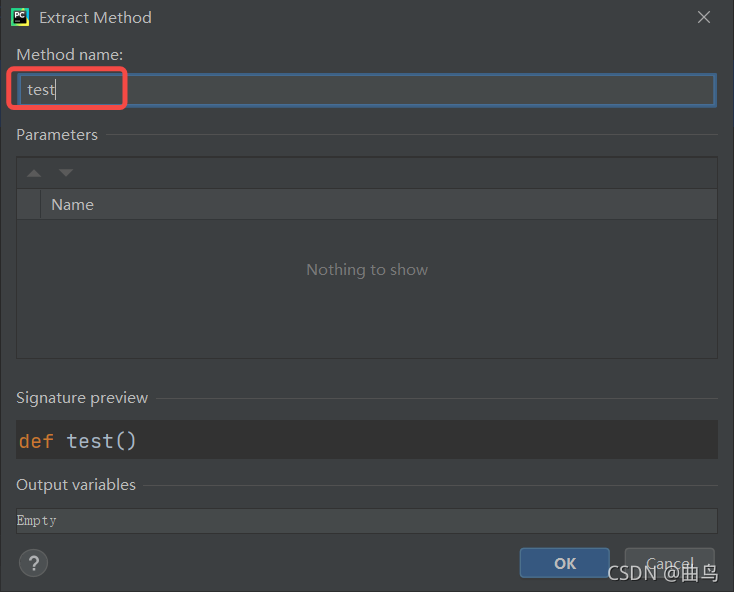 PC Extract Method
Method name:
test
Parameters
Name
Nothing to show
Signature preview
def test()
Output variables
Empty
? OK Cancel
CSDN @曲鸟